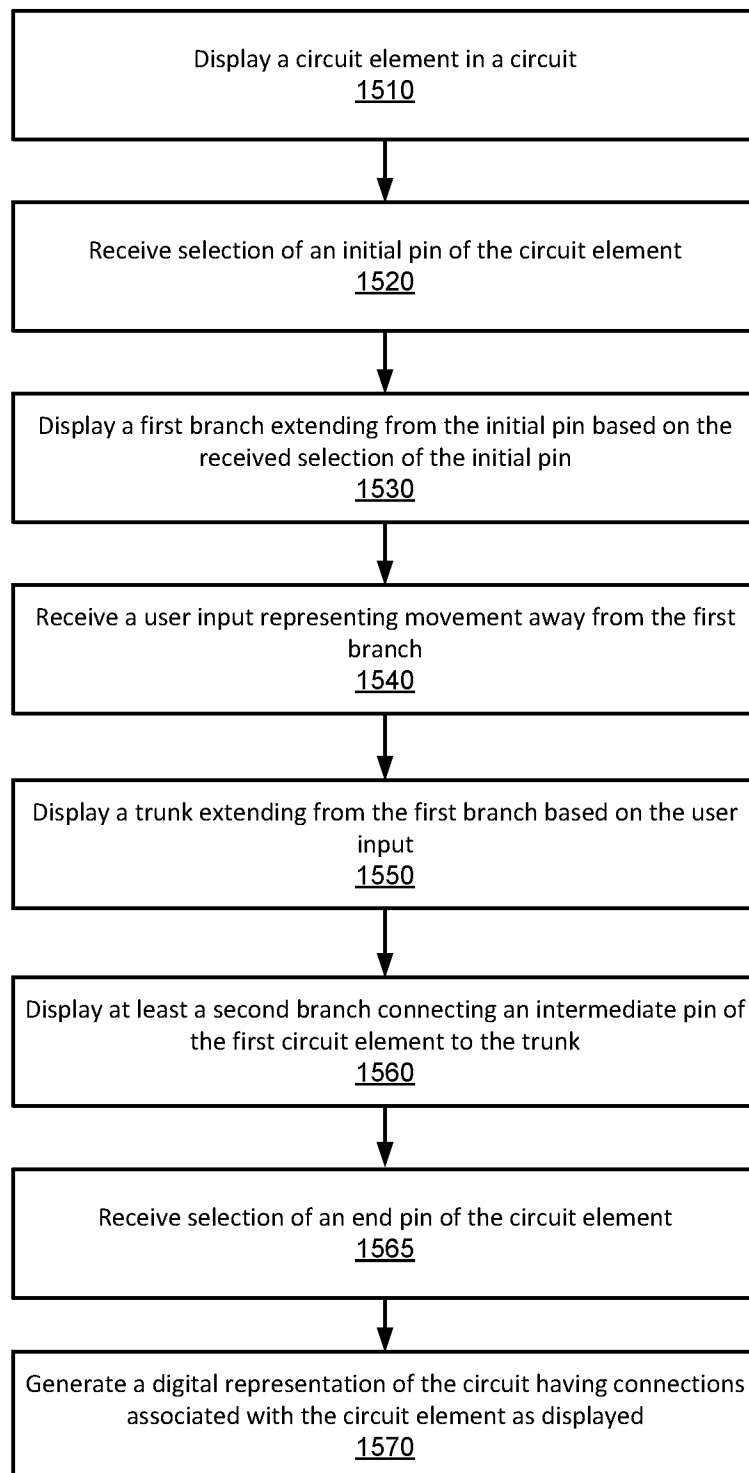 Display a circuit element in a circuit
1510
Receive selection of an initial pin of the circuit element
1520
Display a first branch extending from the initial pin based on the
received selection of the initial pin
1530
Receive a user input representing movement away from the first
branch
1540
Display a trunk extending from the first branch based on the user
input
1550
Display at least a second branch connecting an intermediate pin of
the first circuit element to the trunk
1560
Receive selection of an end pin of the circuit element
1565
Generate a digital representation of the circuit having connections
associated with the circuit element as displayed
1570